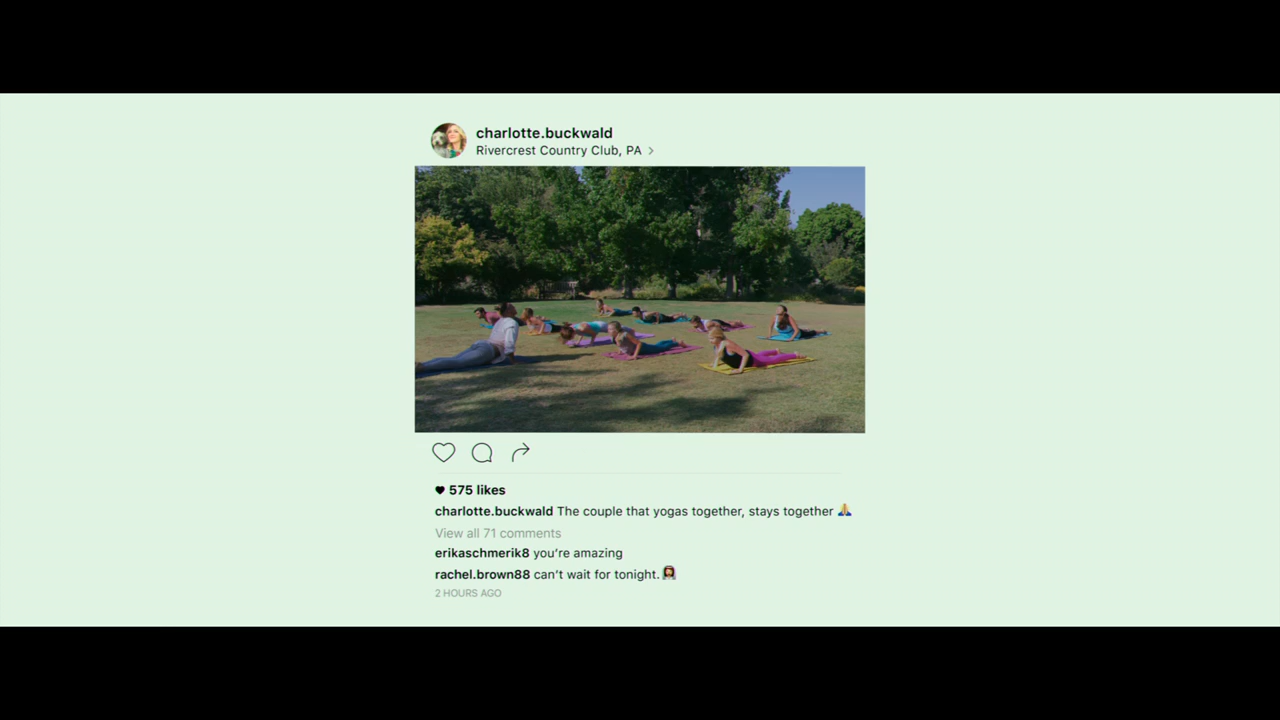 charlotte.buckwald
Rivercrest Country Club, PA
575 likes
charlotte.buckwald The couple that yogas together, stays together 🙏
View all 71 comments
erikaschmerik8 you're amazing
rachel.brown88 can't wait for tonight.👰
2 HOURS AGO